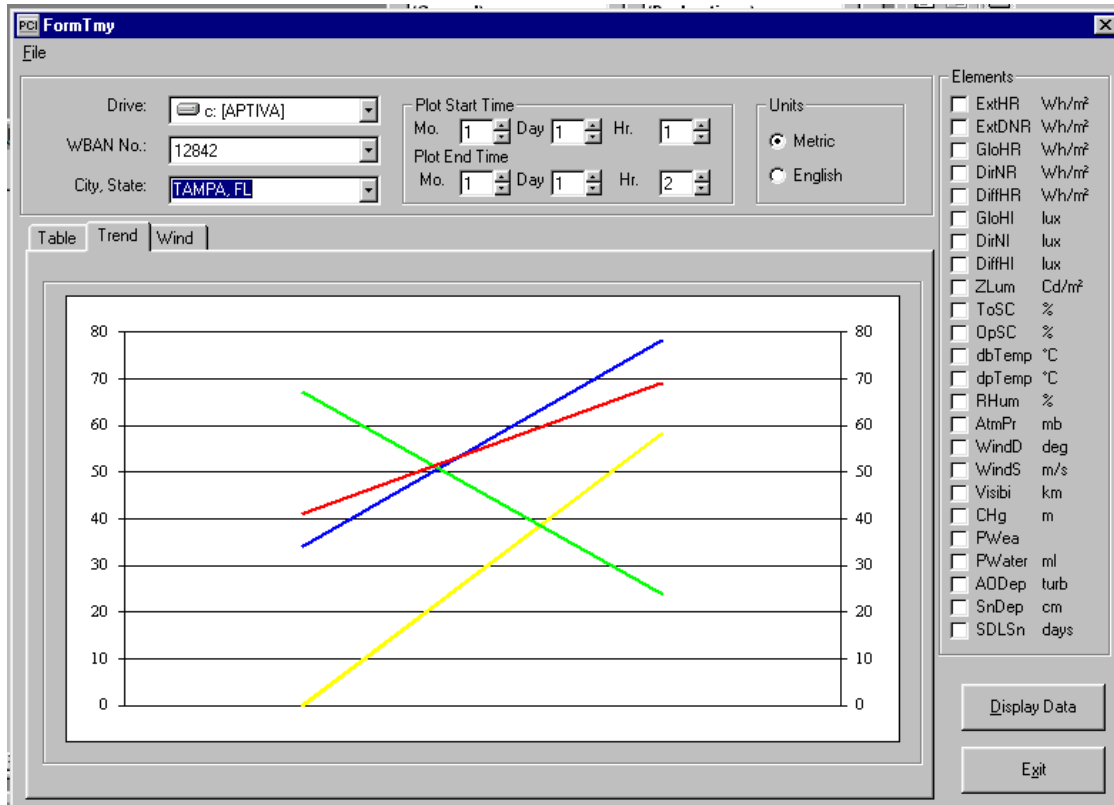 PCI FormTmy
File
Drive: c: [APTIVA]
WBAN No.: 12842
City, State: TAMPA, FL
Plot Start Time
Mo. 1 Day 1 Hr. 1
Plot End Time
Mo. 1 Day 1 Hr. 2
Units
Metric
English
Elements
ExtHR Wh/m²
ExtDNR Wh/m²
GloHR Wh/m²
DirNR Wh/m²
DiffHR Wh/m²
GloHI lux
DirNI lux
DiffHI lux
ZLum Cd/m²
ToSC %
OpSC %
dbTemp °C
dpTemp °C
RHum %
AtmPr mb
WindD deg
WindS m/s
Visibi km
CHg m
PWea
PWater ml
AODep turb
SnDep cm
SDLSn days
Table Trend Wind
80 80
70 70
60 60
50 50
40 40
30 30
20 20
10 10
0 0
Display Data
Exit